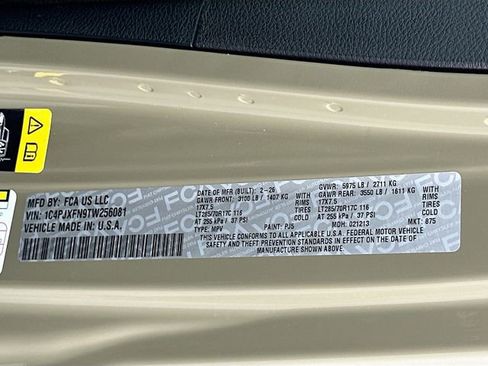 MFD BY: FCA US LLC
VIN: 1C4PJXFN9TW256081
VEHICLE MADE IN: U.S.A.
DATE OF MFR (BUILT): 2-26
GVWR: 5975 LB / 2711 KG
GAWR FRONT: 3100 LB / 1407 KG WITH
GAWR REAR: 3550 LB / 1611 KG WITH
17X7.5 RIMS
17X7.5 RIMS
LT285/70R17C 116 TIRES
LT285/70R17C 116 TIRES
AT 255 kPa / 37 PSI COLD
AT 255 kPa / 37 PSI COLD
TYPE: MPV
PAINT: PJ5
MDH: 021213
MKT: 875
THIS VEHICLE CONFORMS TO ALL APPLICABLE U.S.A. FEDERAL MOTOR VEHICLE
SAFETY, BUMPER, AND THEFT PREVENTION STANDARDS IN EFFECT ON THE DATE OF MANUFACTURE
SHOWN ABOVE.